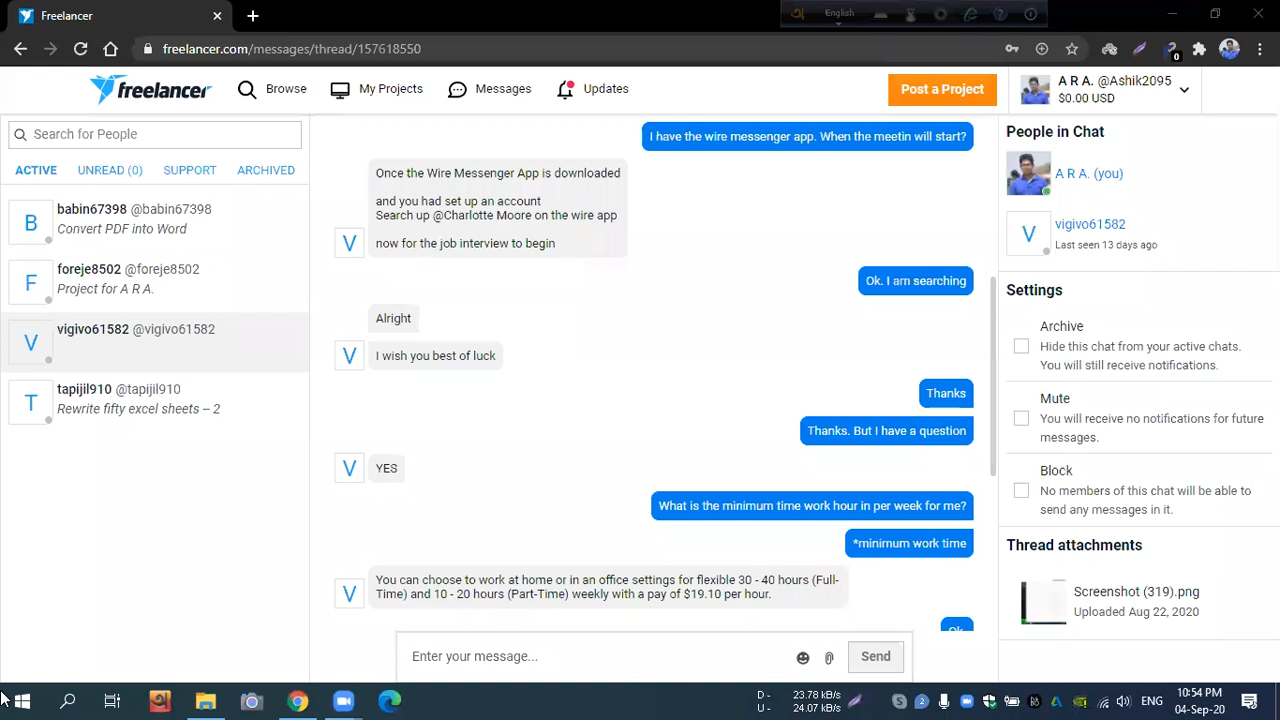 Freelancer
English
freelancer.com/messages/thread/157618550
0
freelancer
Browse
My Projects
Messages
Updates
Post a Project
A R A. @Ashik2095
$0.00 USD
Search for People
ACTIVE
UNREAD (0)
SUPPORT
ARCHIVED
B
babin67398 @babin67398
Convert PDF into Word
F
foreje8502 @foreje8502
Project for A R A.
V
vigivo61582 @vigivo61582
T
tapijil910 @tapijil910
Rewrite fifty excel sheets -- 2
I have the wire messenger app. When the meetin will start?
Once the Wire Messenger App is downloaded
and you had set up an account
Search up @Charlotte Moore on the wire app
now for the job interview to begin
V
Ok. I am searching
Alright
V
I wish you best of luck
Thanks
Thanks. But I have a question
V
YES
What is the minimum time work hour in per week for me?
*minimum work time
You can choose to work at home or in an office settings for flexible 30 - 40 hours (Full-
Time) and 10 - 20 hours (Part-Time) weekly with a pay of $19.10 per hour.
V
Ok
Enter your message...
Send
People in Chat
A R A. (you)
V
vigivo61582
Last seen 13 days ago
Settings
Archive
Hide this chat from your active chats.
You will still receive notifications.
Mute
You will receive no notifications for future
messages.
Block
No members of this chat will be able to
send any messages in it.
Thread attachments
Screenshot (319).png
Uploaded Aug 22, 2020
D - 23.78 kB/s
U - 24.07 kB/s
ENG
10:54 PM
04-Sep-20